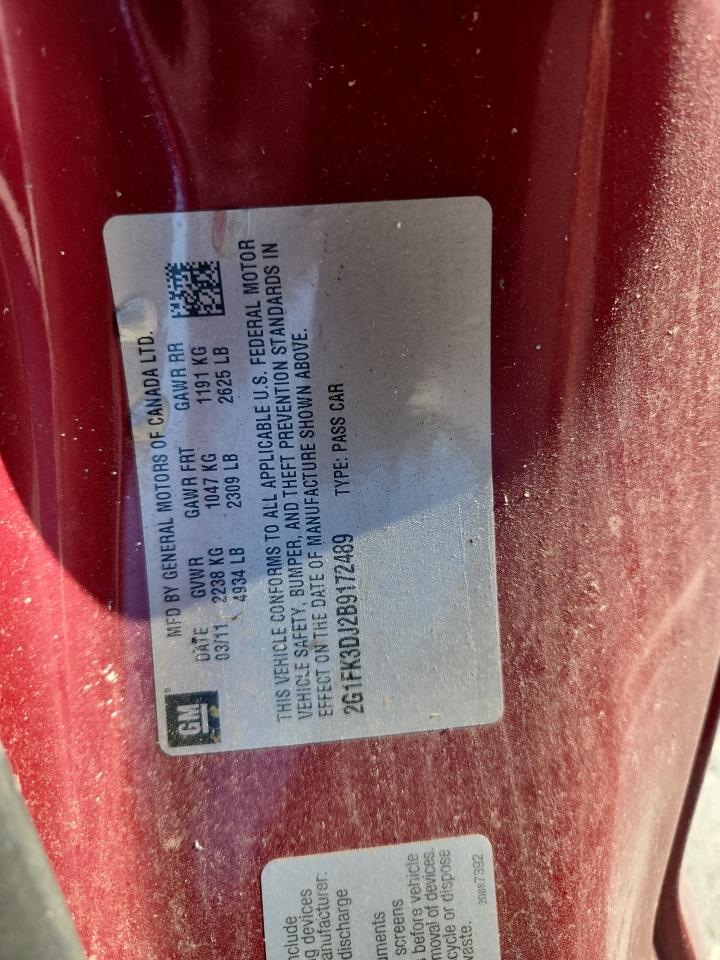 MFD BY GENERAL MOTORS OF CANADA LTD.
DATE GVWR GAWR FRT GAWR RR
03/11 2238 KG 1047 KG 1191 KG
4934 LB 2309 LB 2625 LB
GM®
THIS VEHICLE CONFORMS TO ALL APPLICABLE U.S. FEDERAL MOTOR
VEHICLE SAFETY, BUMPER, AND THEFT PREVENTION STANDARDS IN
EFFECT ON THE DATE OF MANUFACTURE SHOWN ABOVE.
2G1FK3DJ2B9172489 TYPE: PASS CAR
nclude
g devices
anufacturer.
discharge
uments
screens
before vehicle
moval of devices.
cycle or dispose
vaste.
20887392